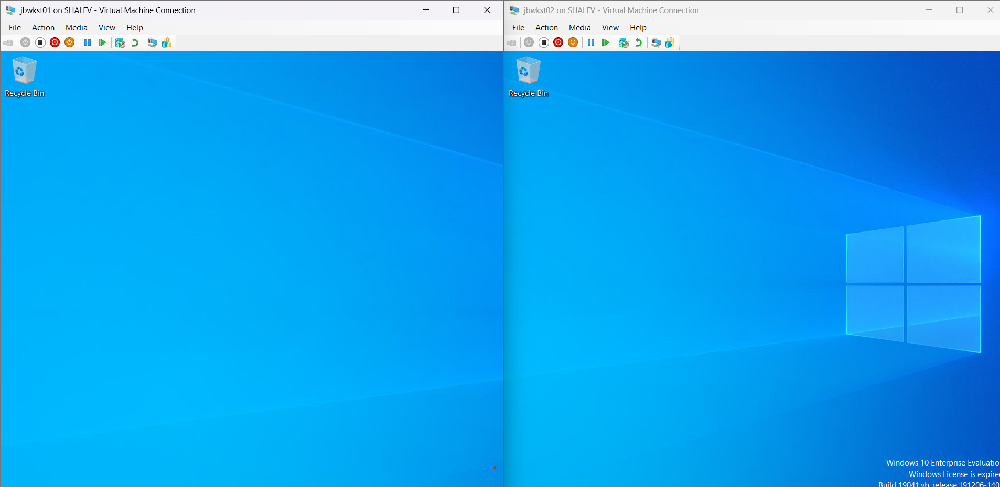 jbwkst01 on SHALEV - Virtual Machine Connection
File Action Media View Help
Recycle Bin
jbwkst02 on SHALEV - Virtual Machine Connection
File Action Media View Help
Recycle Bin
Windows 10 Enterprise Evaluatio
Windows License is expire
Build 19041.vb_release.191206-140